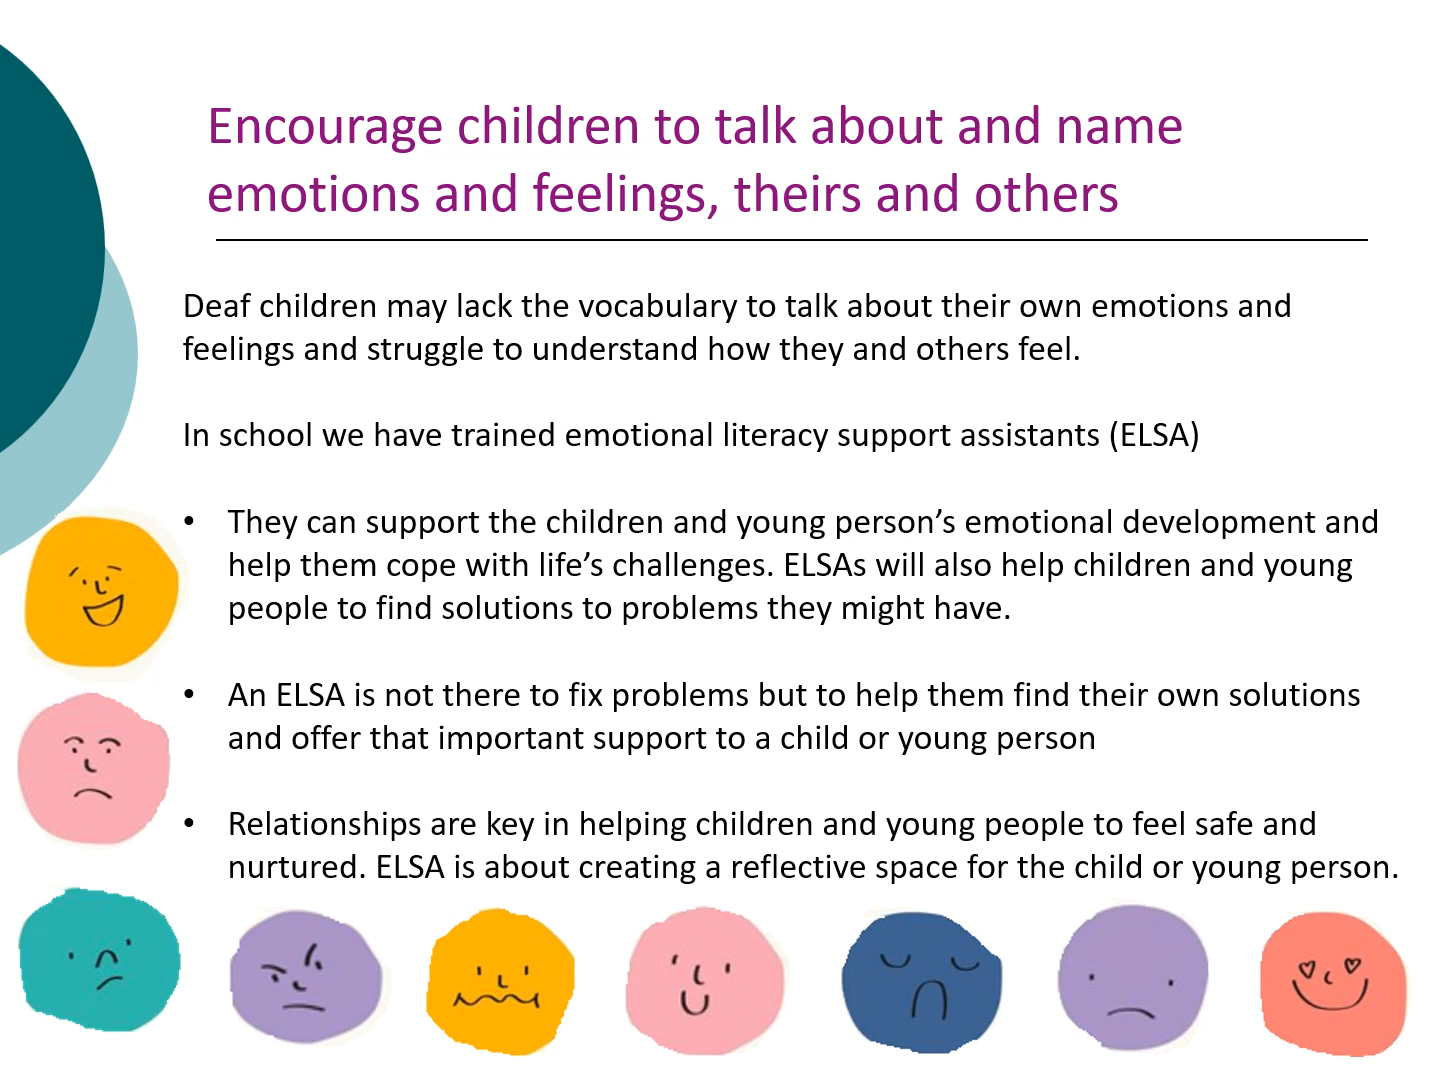 Encourage children to talk about and name
emotions and feelings, theirs and others
Deaf children may lack the vocabulary to talk about their own emotions and
feelings and struggle to understand how they and others feel.
In school we have trained emotional literacy support assistants (ELSA)
• They can support the children and young person’s emotional development and
help them cope with life’s challenges. ELSAs will also help children and young
people to find solutions to problems they might have.
• An ELSA is not there to fix problems but to help them find their own solutions
and offer that important support to a child or young person
• Relationships are key in helping children and young people to feel safe and
nurtured. ELSA is about creating a reflective space for the child or young person.